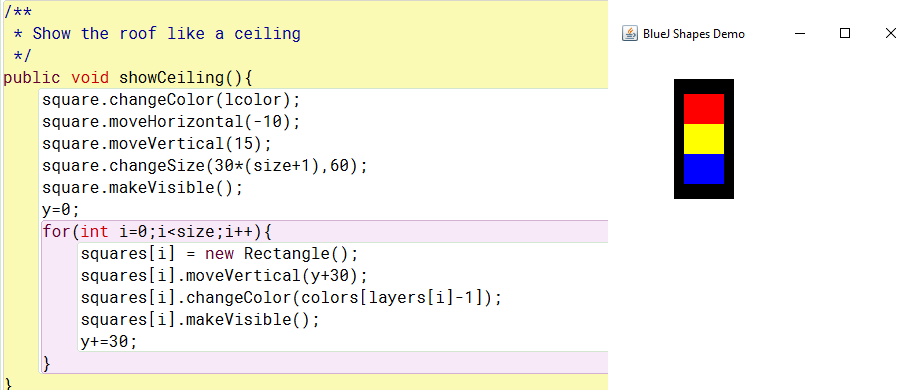 /**
 * Show the roof like a ceiling
 */
public void showCeiling(){
    square.changeColor(lcolor);
    square.moveHorizontal(-10);
    square.moveVertical(15);
    square.changeSize(30*(size+1),60);
    square.makeVisible();
    y=0;
    for(int i=0;i<size;i++){
        squares[i] = new Rectangle();
        squares[i].moveVertical(y+30);
        squares[i].changeColor(colors[layers[i]-1]);
        squares[i].makeVisible();
        y+=30;
    }
}
BlueJ Shapes Demo